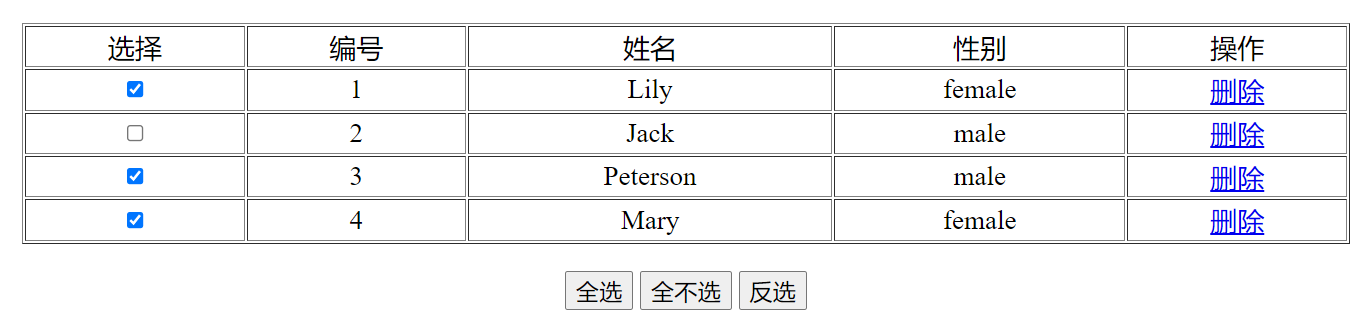 选择 编号 姓名 性别 操作
1 Lily female 删除
2 Jack male 删除
3 Peterson male 删除
4 Mary female 删除
全选 全不选 反选